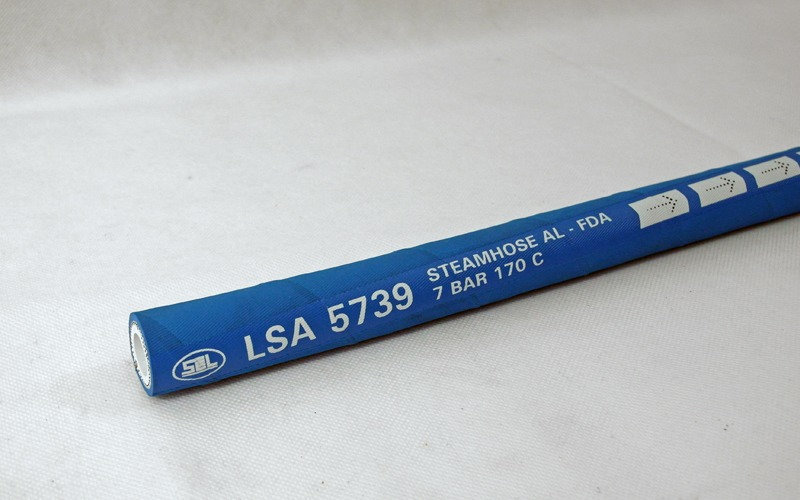 SEL
LSA 5739
STEAMHOSE AL - FDA
7 BAR 170 C